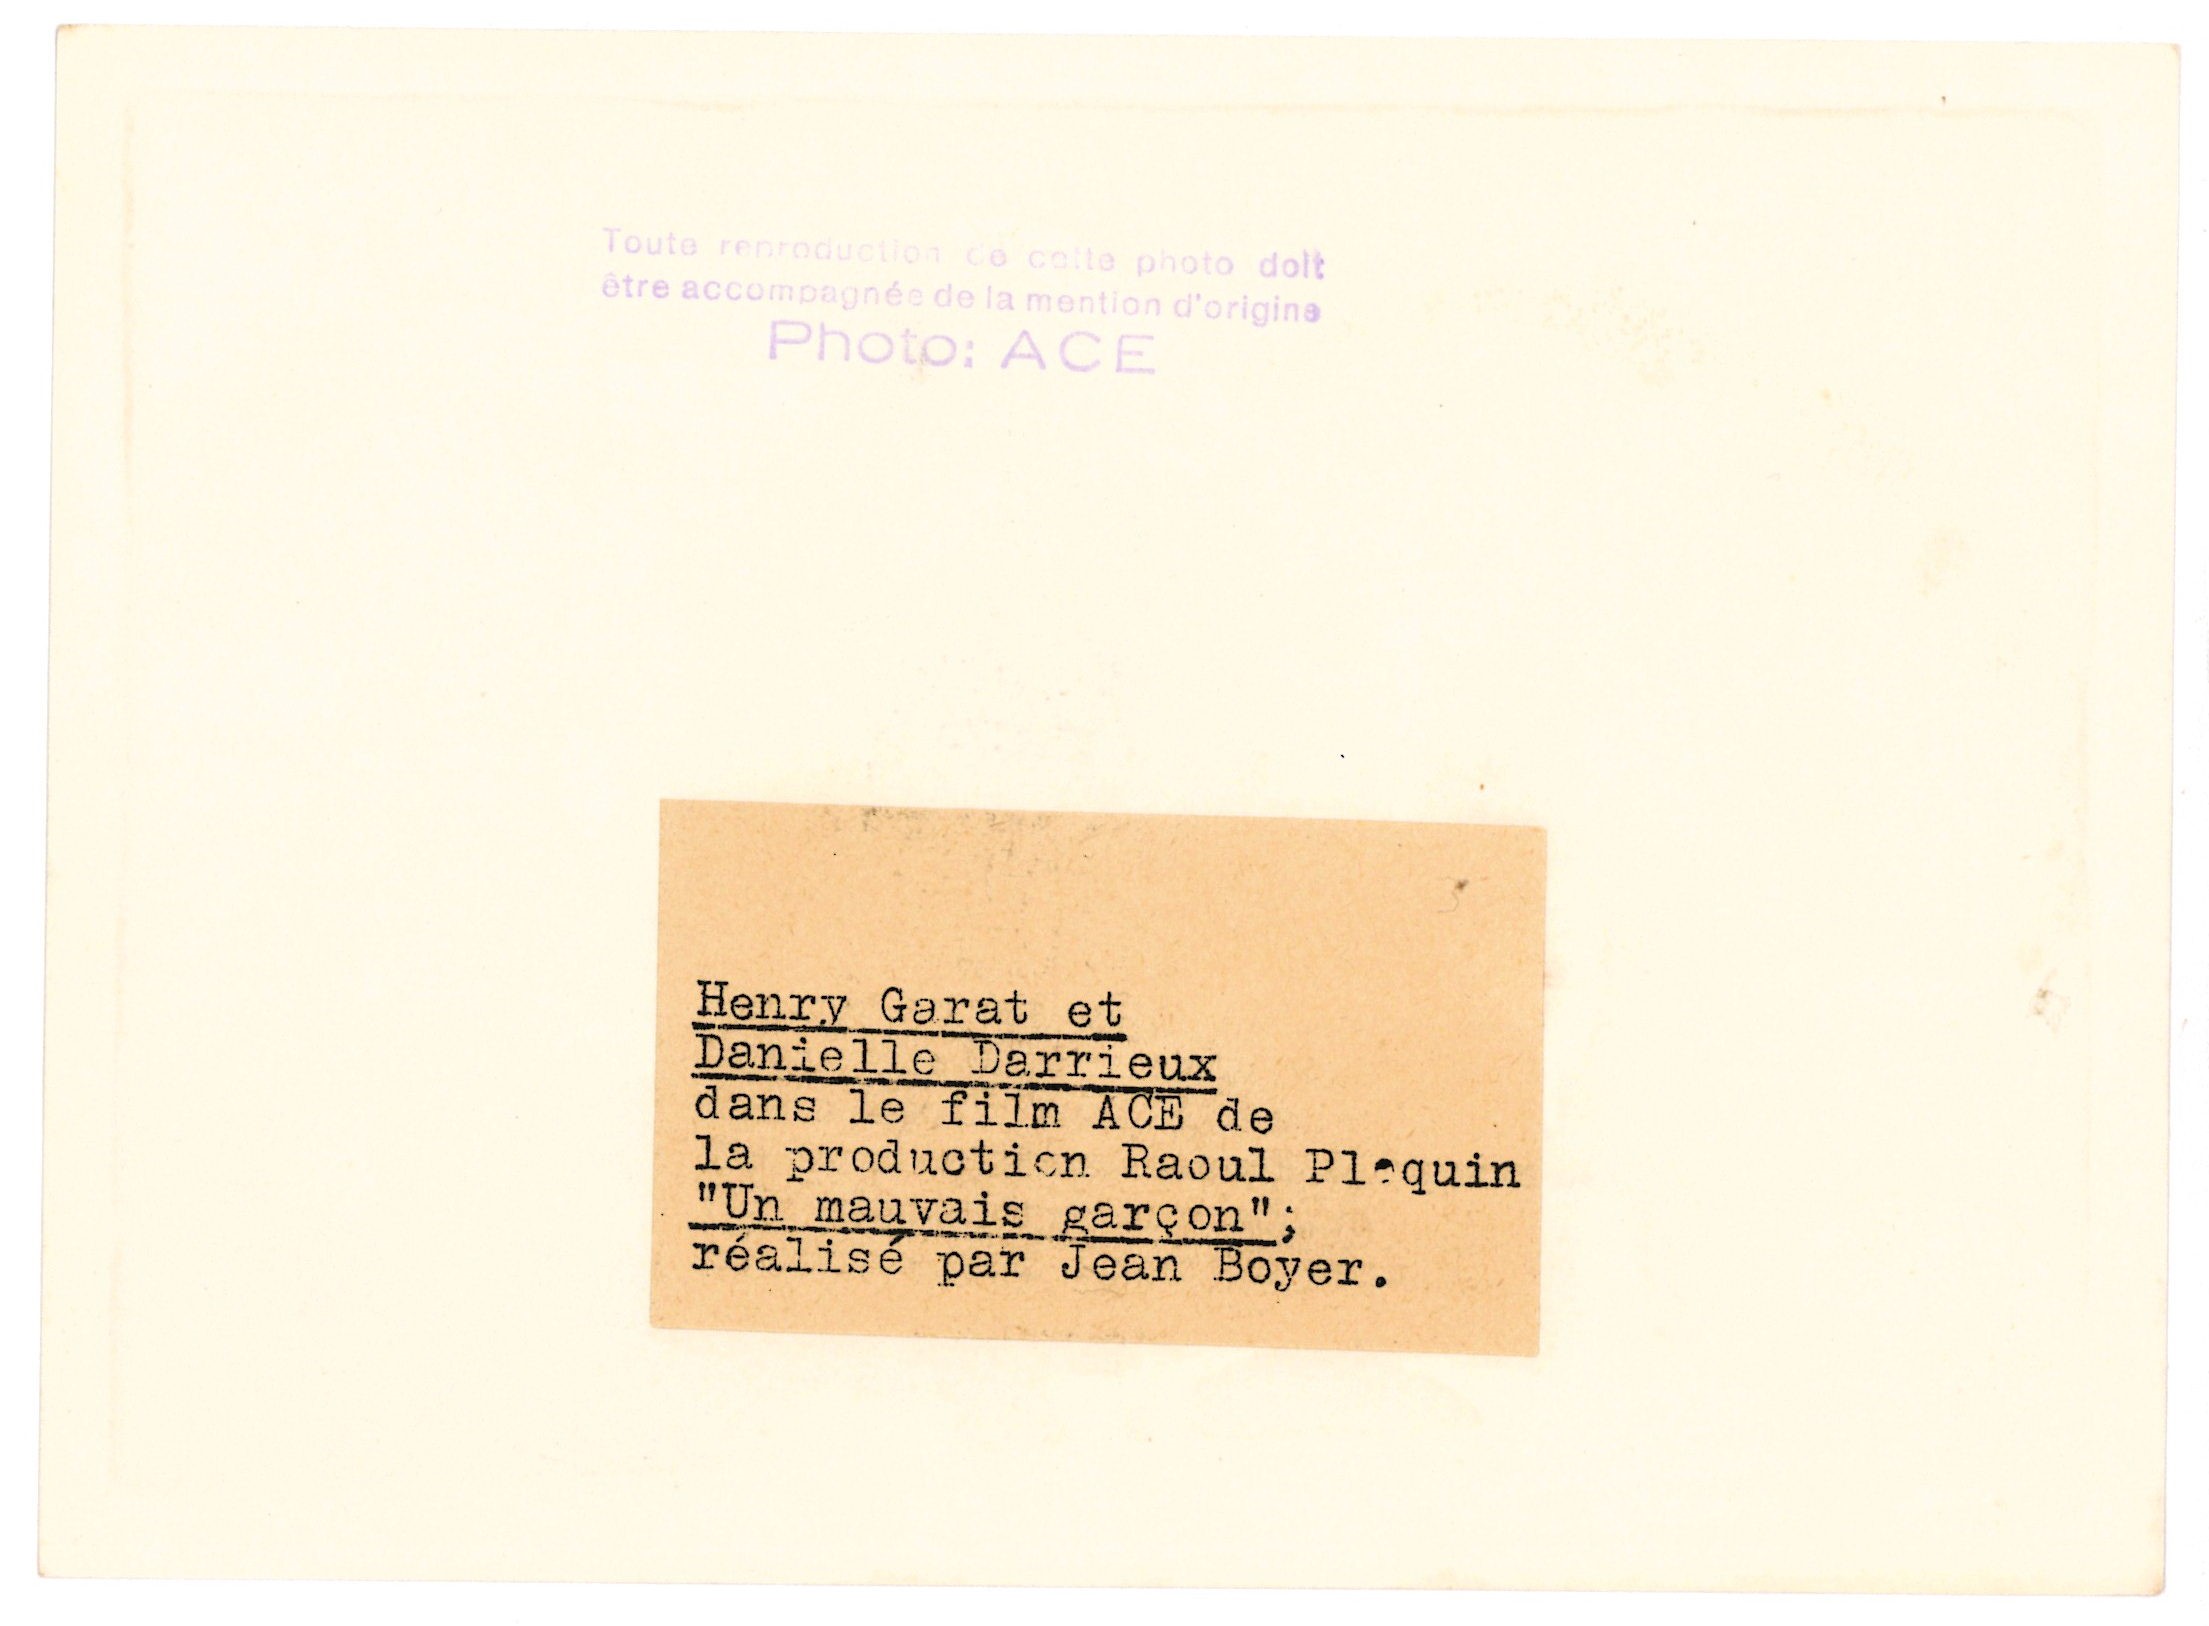 Toute reproduction de cette photo doit
être accompagnée de la mention d'origine
Photo: ACE
Henry Garat et
Danielle Darrieux
dans le film ACE de
la production Raoul Ploquin
"Un mauvais garçon";
réalisé par Jean Boyer.